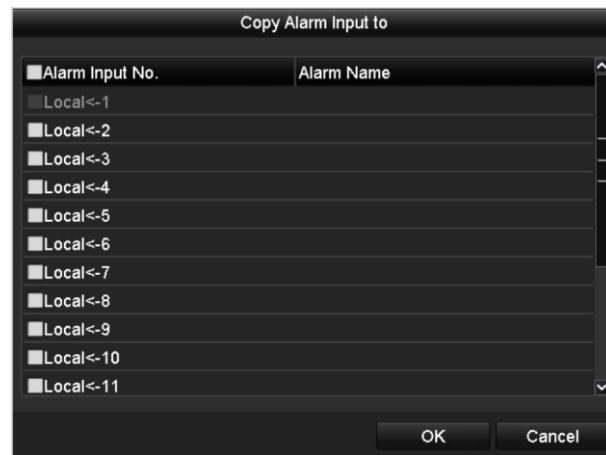 Copy Alarm Input to
Alarm Input No. Alarm Name
Local<-1
Local<-2
Local<-3
Local<-4
Local<-5
Local<-6
Local<-7
Local<-8
Local<-9
Local<-10
Local<-11
OK Cancel